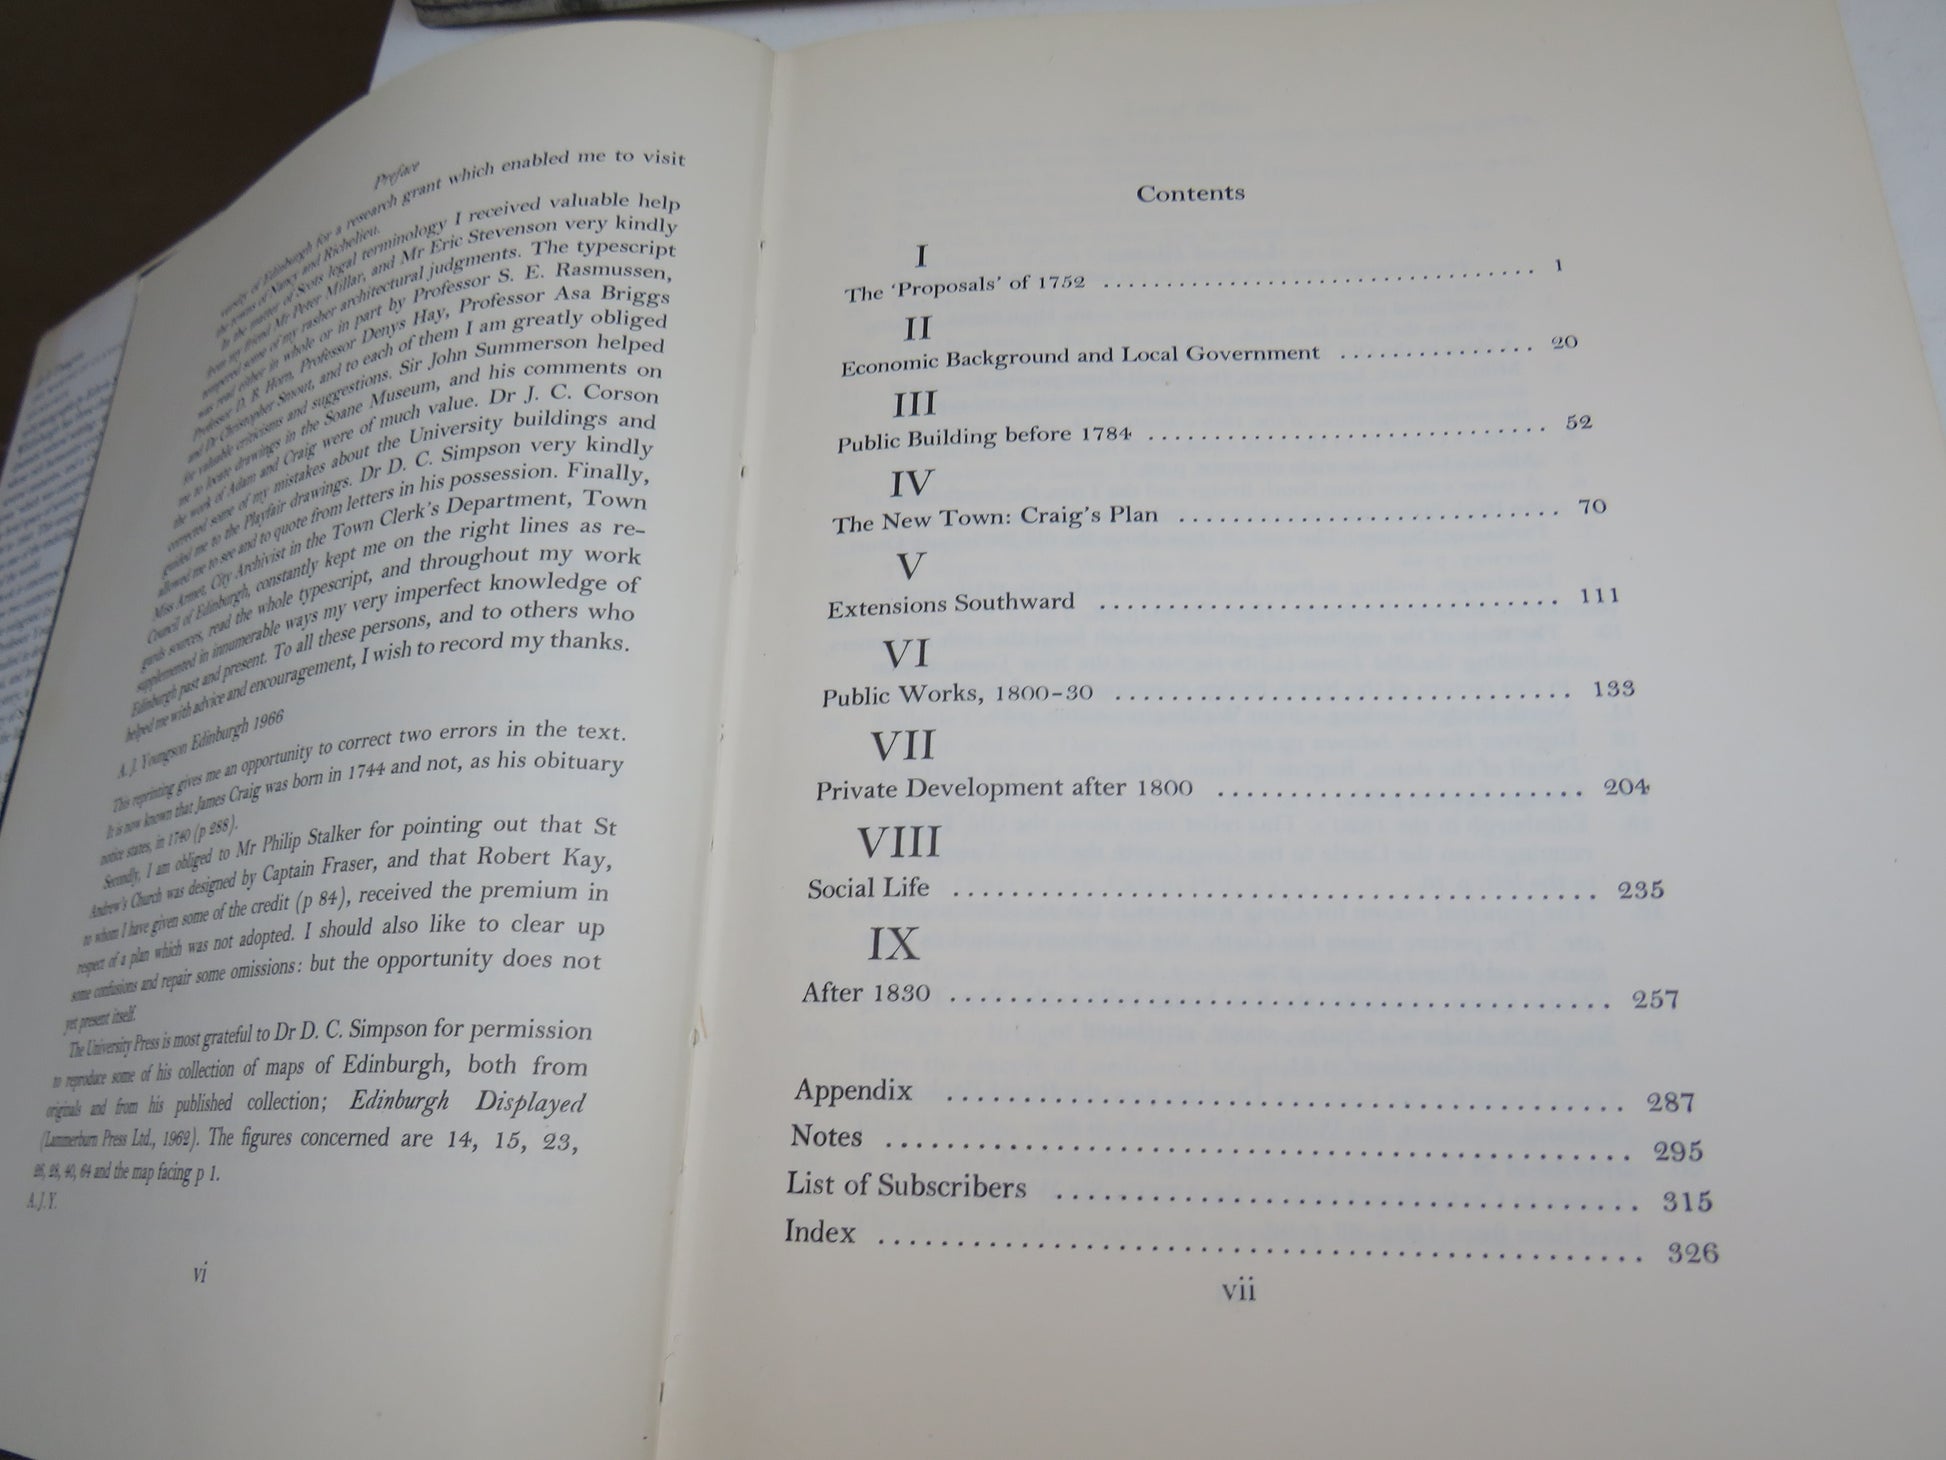 Preface
versity of Edinburgh for a research grant which enabled me to visit
the towns of Nancy and Richelieu.
In the matter of Scots legal terminology I received valuable help
from my friend Mr Peter Millar, and Mr Eric Stevenson very kindly
tempered some of my rasher architectural judgments. The typescript
was read either in whole or in part by Professor S. E. Rasmussen,
Professor D. B. Horn, Professor Denys Hay, Professor Asa Briggs
and Dr Christopher Smout, and to each of them I am greatly obliged
for valuable criticisms and suggestions. Sir John Summerson helped
me to locate drawings in the Soane Museum, and his comments on
the work of Adam and Craig were of much value. Dr J. C. Corson
corrected some of my mistakes about the University buildings and
guided me to the Playfair drawings. Dr D. C. Simpson very kindly
allowed me to see and to quote from letters in his possession. Finally,
Miss Armet, City Archivist in the Town Clerk's Department, Town
Council of Edinburgh, constantly kept me on the right lines as re-
gards sources, read the whole typescript, and throughout my work
supplemented in innumerable ways my very imperfect knowledge of
Edinburgh past and present. To all these persons, and to others who
helped me with advice and encouragement, I wish to record my thanks.
A. J. Youngson Edinburgh 1966
This reprinting gives me an opportunity to correct two errors in the text.
It is now known that James Craig was born in 1744 and not, as his obituary
notice states, in 1740 (p 288).
Secondly, I am obliged to Mr Philip Stalker for pointing out that St
Andrew's Church was designed by Captain Fraser, and that Robert Kay,
to whom I have given some of the credit (p 84), received the premium in
respect of a plan which was not adopted. I should also like to clear up
some confusions and repair some omissions: but the opportunity does not
yet present itself.
The University Press is most grateful to Dr D. C. Simpson for permission
to reproduce some of his collection of maps of Edinburgh, both from
originals and from his published collection; Edinburgh Displayed
(Lammerburn Press Ltd., 1962). The figures concerned are 14, 15, 23,
26, 28, 40, 64 and the map facing p 1.
A.J.Y.
vi
Contents
I
The 'Proposals' of 1752 .......... 1
II
Economic Background and Local Government .......... 20
III
Public Building before 1784 .......... 52
IV
The New Town: Craig's Plan .......... 70
V
Extensions Southward .......... 111
VI
Public Works, 1800–30 .......... 133
VII
Private Development after 1800 .......... 204
VIII
Social Life .......... 235
IX
After 1830 .......... 257
Appendix .......... 287
Notes .......... 295
List of Subscribers .......... 315
Index .......... 326
vii